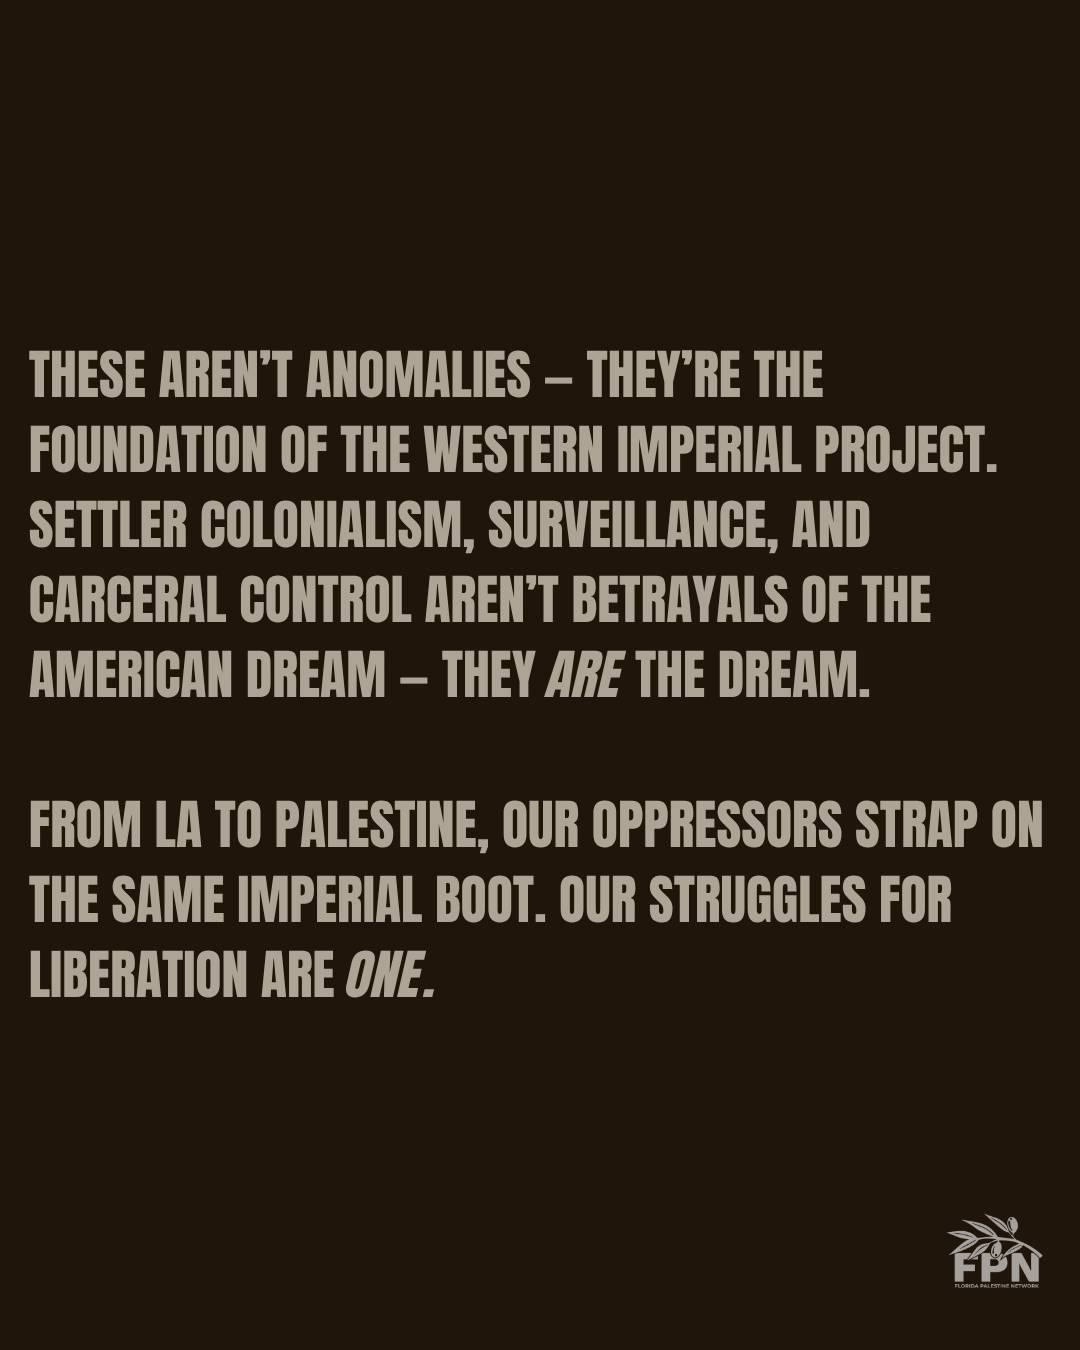 THESE AREN’T ANOMALIES – THEY’RE THE
FOUNDATION OF THE WESTERN IMPERIAL PROJECT.
SETTLER COLONIALISM, SURVEILLANCE, AND
CARCERAL CONTROL AREN’T BETRAYALS OF THE
AMERICAN DREAM – THEY ARE THE DREAM.
FROM LA TO PALESTINE, OUR OPPRESSORS STRAP ON
THE SAME IMPERIAL BOOT. OUR STRUGGLES FOR
LIBERATION ARE ONE.
FPN
FLORIDA PALESTINE NETWORK